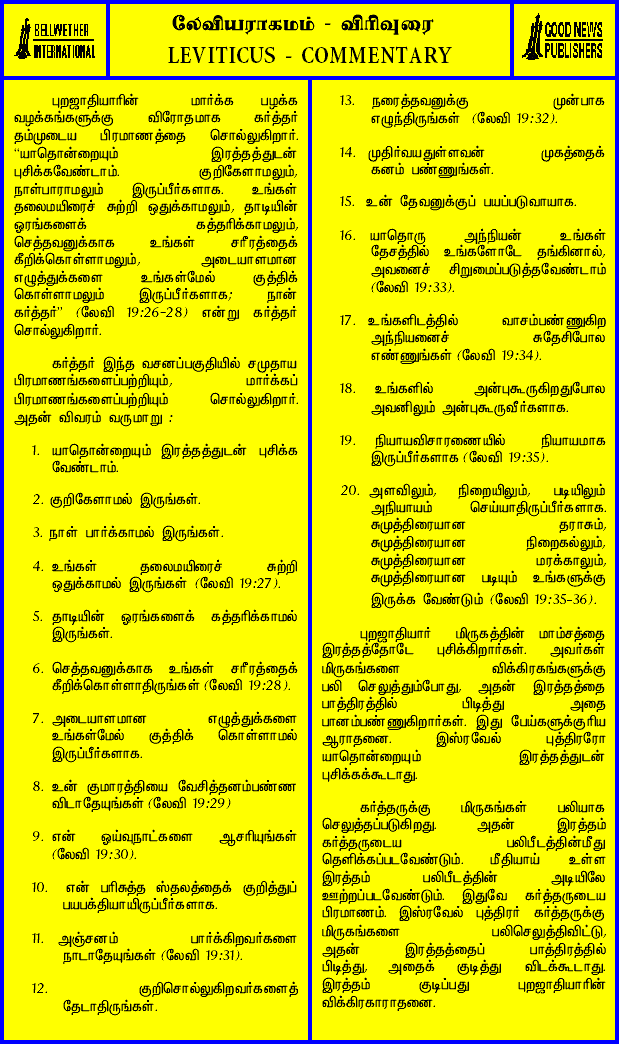 BELLWETHER
INTERNATIONAL
லேவியராகமம் - விரிவுரை
LEVITICUS - COMMENTARY
GOOD NEWS
PUBLISHERS
புறஜாதியாரின் மார்க்க பழக்க
வழக்கங்களுக்கு விரோதமாக கர்த்தர்
தம்முடைய பிரமாணத்தை சொல்லுகிறார்.
“யாதொன்றையும் இரத்தத்துடன்
புசிக்கவேண்டாம். குறிகேளாமலும்,
நாள்பாராமலும் இருப்பீர்களாக. உங்கள்
தலைமயிரைச் சுற்றி ஒதுக்காமலும், தாடியின்
ஓரங்களைக் கத்தரிக்காமலும்,
செத்தவனுக்காக உங்கள் சரீரத்தைக்
கீறிக்கொள்ளாமலும், அடையாளமான
எழுத்துக்களை உங்கள்மேல் குத்திக்
கொள்ளாமலும் இருப்பீர்களாக; நான்
கர்த்தர்” (லேவி 19:26-28) என்று கர்த்தர்
சொல்லுகிறார்.
கர்த்தர் இந்த வசனப்பகுதியில் சமுதாய
பிரமாணங்களைப்பற்றியும், மார்க்கப்
பிரமாணங்களைப்பற்றியும் சொல்லுகிறார்.
அதன் விவரம் வருமாறு :
1. யாதொன்றையும் இரத்தத்துடன் புசிக்க
வேண்டாம்.
2. குறிகேளாமல் இருங்கள்.
3. நாள் பார்க்காமல் இருங்கள்.
4. உங்கள் தலைமயிரைச் சுற்றி
ஒதுக்காமல் இருங்கள் (லேவி 19:27).
5. தாடியின் ஓரங்களைக் கத்தரிக்காமல்
இருங்கள்.
6. செத்தவனுக்காக உங்கள் சரீரத்தைக்
கீறிக்கொள்ளாதிருங்கள் (லேவி 19:28).
7. அடையாளமான எழுத்துக்களை
உங்கள்மேல் குத்திக் கொள்ளாமல்
இருப்பீர்களாக.
8. உன் குமாரத்தியை வேசித்தனம்பண்ண
விடாதேயுங்கள் (லேவி 19:29)
9. என் ஓய்வுநாட்களை ஆசரியுங்கள்
(லேவி 19:30).
10. என் பரிசுத்த ஸ்தலத்தைக் குறித்துப்
பயபக்தியாயிருப்பீர்களாக.
11. அஞ்சனம் பார்க்கிறவர்களை
நாடாதேயுங்கள் (லேவி 19:31).
12. குறிசொல்லுகிறவர்களைத்
தேடாதிருங்கள்.
13. நரைத்தவனுக்கு முன்பாக
எழுந்திருங்கள் (லேவி 19:32).
14. முதிர்வயதுள்ளவன் முகத்தைக்
கனம் பண்ணுங்கள்.
15. உன் தேவனுக்குப் பயப்படுவாயாக.
16. யாதொரு அந்நியன் உங்கள்
தேசத்தில் உங்களோடே தங்கினால்,
அவனைச் சிறுமைப்படுத்தவேண்டாம்
(லேவி 19:33).
17. உங்களிடத்தில் வாசம்பண்ணுகிற
அந்நியனைச் சுதேசிபோல
எண்ணுங்கள் (லேவி 19:34).
18. உங்களில் அன்புகூருகிறதுபோல
அவனிலும் அன்புகூருவீர்களாக.
19. நியாயவிசாரணையில் நியாயமாக
இருப்பீர்களாக (லேவி 19:35).
20. அளவிலும், நிறையிலும், படியிலும்
அநியாயம் செய்யாதிருப்பீர்களாக.
சுமுத்திரையான தராசும்,
சுமுத்திரையான நிறைகல்லும்,
சுமுத்திரையான மரக்காலும்,
சுமுத்திரையான படியும் உங்களுக்கு
இருக்க வேண்டும் (லேவி 19:35-36).
புறஜாதியார் மிருகத்தின் மாம்சத்தை
இரத்தத்தோடே புசிக்கிறார்கள். அவர்கள்
மிருகங்களை விக்கிரகங்களுக்கு
பலி செலுத்தும்போது, அதன் இரத்தத்தை
பாத்திரத்தில் பிடித்து அதை
பானம்பண்ணுகிறார்கள். இது பேய்களுக்குரிய
ஆராதனை. இஸ்ரவேல் புத்திரரோ
யாதொன்றையும் இரத்தத்துடன்
புசிக்கக்கூடாது.
கர்த்தருக்கு மிருகங்கள் பலியாக
செலுத்தப்படுகிறது. அதன் இரத்தம்
கர்த்தருடைய பலிபீடத்தின்மீது
தெளிக்கப்படவேண்டும். மீதியாய் உள்ள
இரத்தம் பலிபீடத்தின் அடியிலே
ஊற்றப்படவேண்டும். இதுவே கர்த்தருடைய
பிரமாணம். இஸ்ரவேல் புத்திரர் கர்த்தருக்கு
மிருகங்களை பலிசெலுத்திவிட்டு,
அதன் இரத்தத்தைப் பாத்திரத்தில்
பிடித்து, அதைக் குடித்து விடக்கூடாது.
இரத்தம் குடிப்பது புறஜாதியாரின்
விக்கிரகாராதனை.